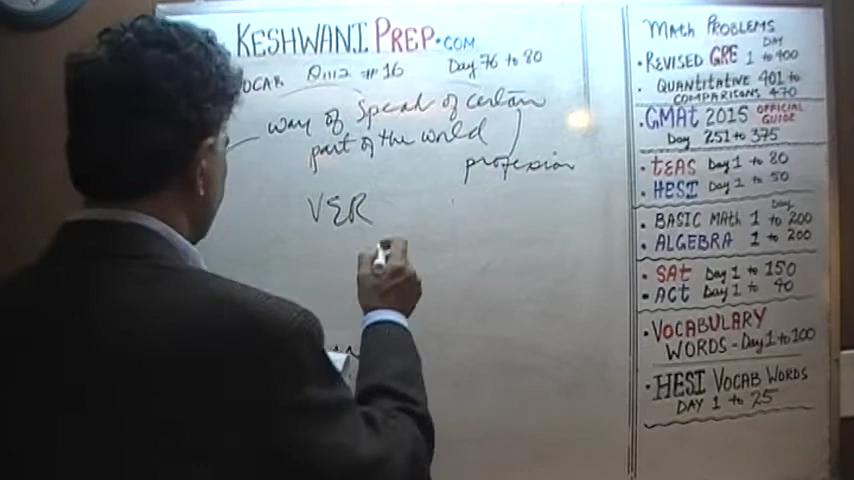 KESHWANI PREP.COM
VOCAB QUIZ #16 Day 76 to 80
way of Speak of certain
part of the world
profession
VER
MATH PROBLEMS
• REVISED GRE DAY 1 to 400
• QUANTITATIVE 401 to
COMPARISONS 470
• GMAT 2015 OFFICIAL GUIDE
Day 251 to 375
• TEAS Day 1 to 80
• HESI Day 1 to 50
Day
• BASIC MATH 1 to 200
• ALGEBRA 1 to 200
• SAT Day 1 to 150
• ACT Day 1 to 40
• VOCABULARY
WORDS - Day 1 to 100
• HESI VOCAB WORDS
DAY 1 to 25